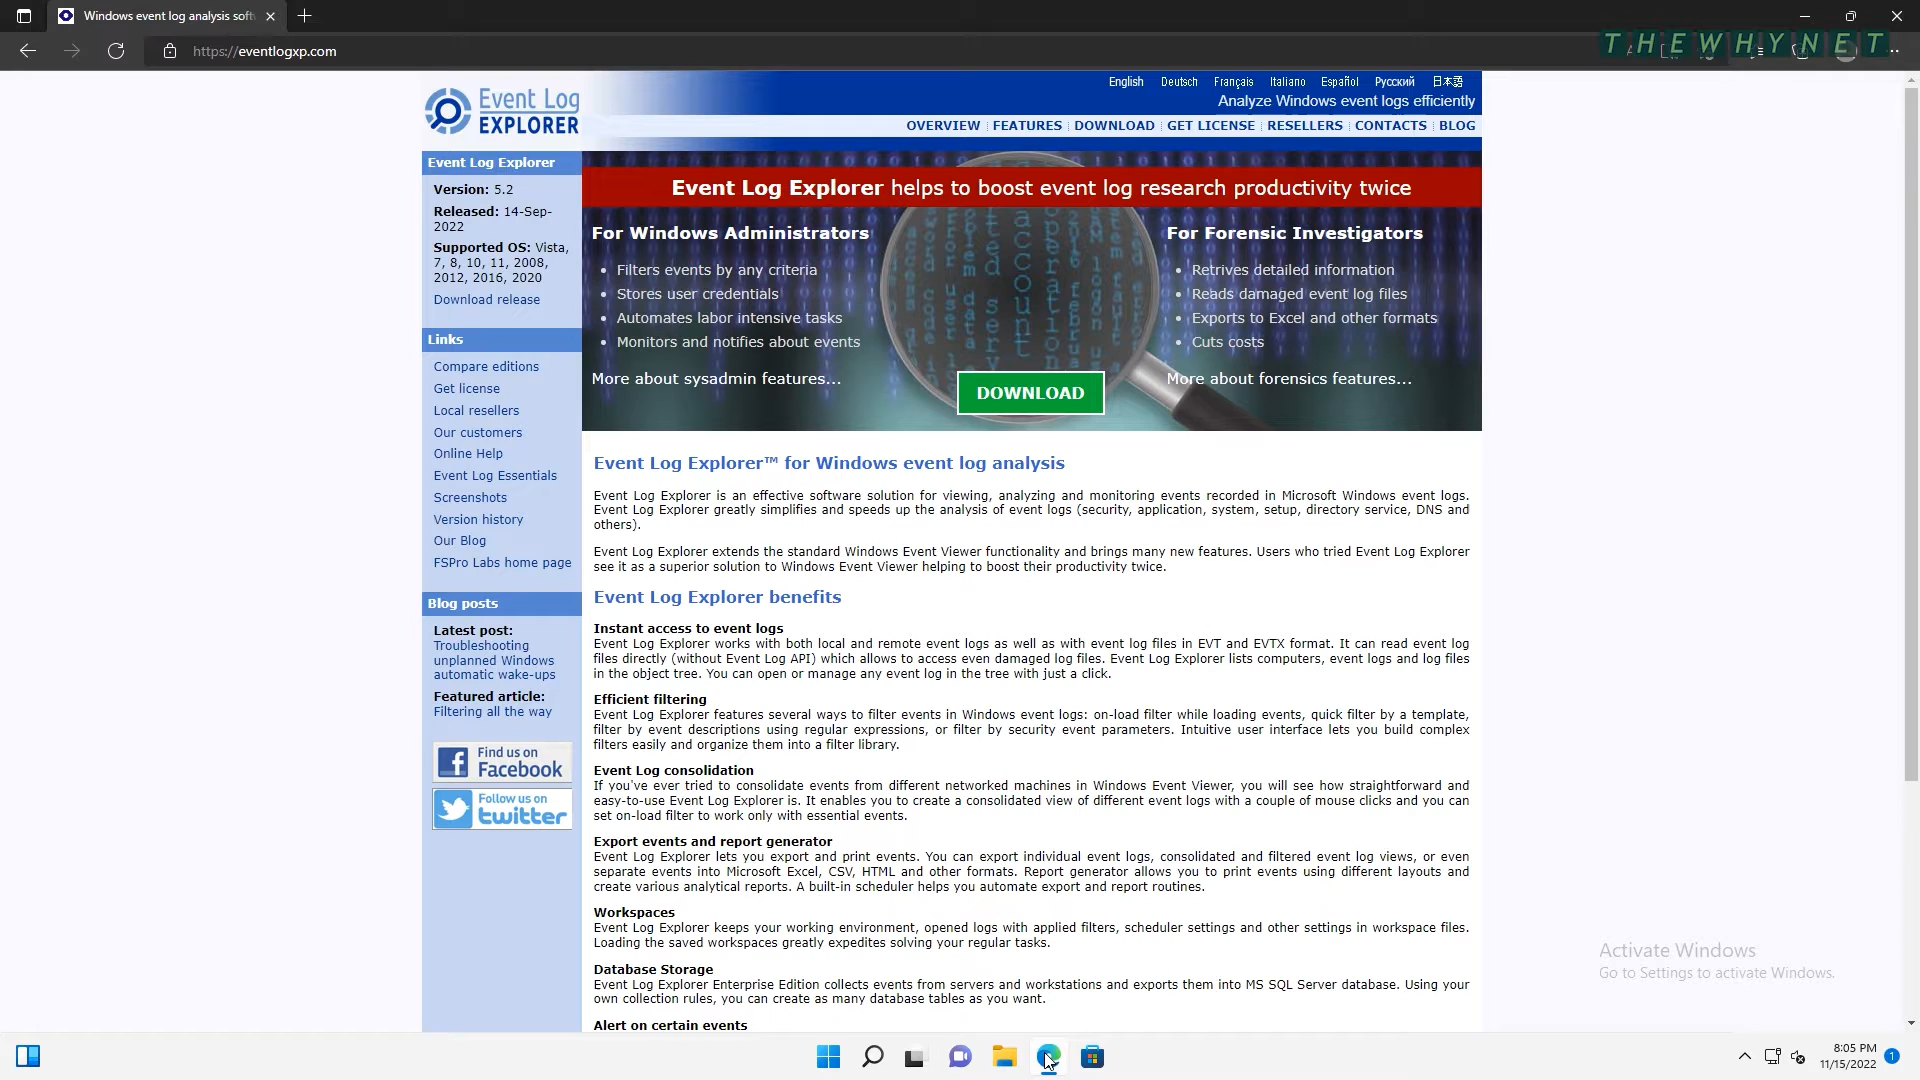 Windows event log analysis soft
https://eventlogxp.com
THEWHYNET
Event Log
EXPLORER
English Deutsch Français Italiano Español Русский 日本語
Analyze Windows event logs efficiently
OVERVIEW FEATURES DOWNLOAD GET LICENSE RESELLERS CONTACTS BLOG
Event Log Explorer
Version: 5.2
Released: 14-Sep-
2022
Supported OS: Vista,
7, 8, 10, 11, 2008,
2012, 2016, 2020
Download release
Links
Compare editions
Get license
Local resellers
Our customers
Online Help
Event Log Essentials
Screenshots
Version history
Our Blog
FSPro Labs home page
Blog posts
Latest post:
Troubleshooting
unplanned Windows
automatic wake-ups
Featured article:
Filtering all the way
Find us on
Facebook
Follow us on
twitter
Event Log Explorer helps to boost event log research productivity twice
For Windows Administrators
Filters events by any criteria
Stores user credentials
Automates labor intensive tasks
Monitors and notifies about events
More about sysadmin features...
For Forensic Investigators
Retrives detailed information
Reads damaged event log files
Exports to Excel and other formats
Cuts costs
More about forensics features...
DOWNLOAD
Event Log Explorer™ for Windows event log analysis
Event Log Explorer is an effective software solution for viewing, analyzing and monitoring events recorded in Microsoft Windows event logs.
Event Log Explorer greatly simplifies and speeds up the analysis of event logs (security, application, system, setup, directory service, DNS and
others).
Event Log Explorer extends the standard Windows Event Viewer functionality and brings many new features. Users who tried Event Log Explorer
see it as a superior solution to Windows Event Viewer helping to boost their productivity twice.
Event Log Explorer benefits
Instant access to event logs
Event Log Explorer works with both local and remote event logs as well as with event log files in EVT and EVTX format. It can read event log
files directly (without Event Log API) which allows to access even damaged log files. Event Log Explorer lists computers, event logs and log files
in the object tree. You can open or manage any event log in the tree with just a click.
Efficient filtering
Event Log Explorer features several ways to filter events in Windows event logs: on-load filter while loading events, quick filter by a template,
filter by event descriptions using regular expressions, or filter by security event parameters. Intuitive user interface lets you build complex
filters easily and organize them into a filter library.
Event Log consolidation
If you've ever tried to consolidate events from different networked machines in Windows Event Viewer, you will see how straightforward and
easy-to-use Event Log Explorer is. It enables you to create a consolidated view of different event logs with a couple of mouse clicks and you can
set on-load filter to work only with essential events.
Export events and report generator
Event Log Explorer lets you export and print events. You can export individual event logs, consolidated and filtered event log views, or even
separate events into Microsoft Excel, CSV, HTML and other formats. Report generator allows you to print events using different layouts and
create various analytical reports. A built-in scheduler helps you automate export and report routines.
Workspaces
Event Log Explorer keeps your working environment, opened logs with applied filters, scheduler settings and other settings in workspace files.
Loading the saved workspaces greatly expedites solving your regular tasks.
Database Storage
Event Log Explorer Enterprise Edition collects events from servers and workstations and exports them into MS SQL Server database. Using your
own collection rules, you can create as many database tables as you want.
Alert on certain events
Activate Windows
Go to Settings to activate Windows.
8:05 PM
11/15/2022
1